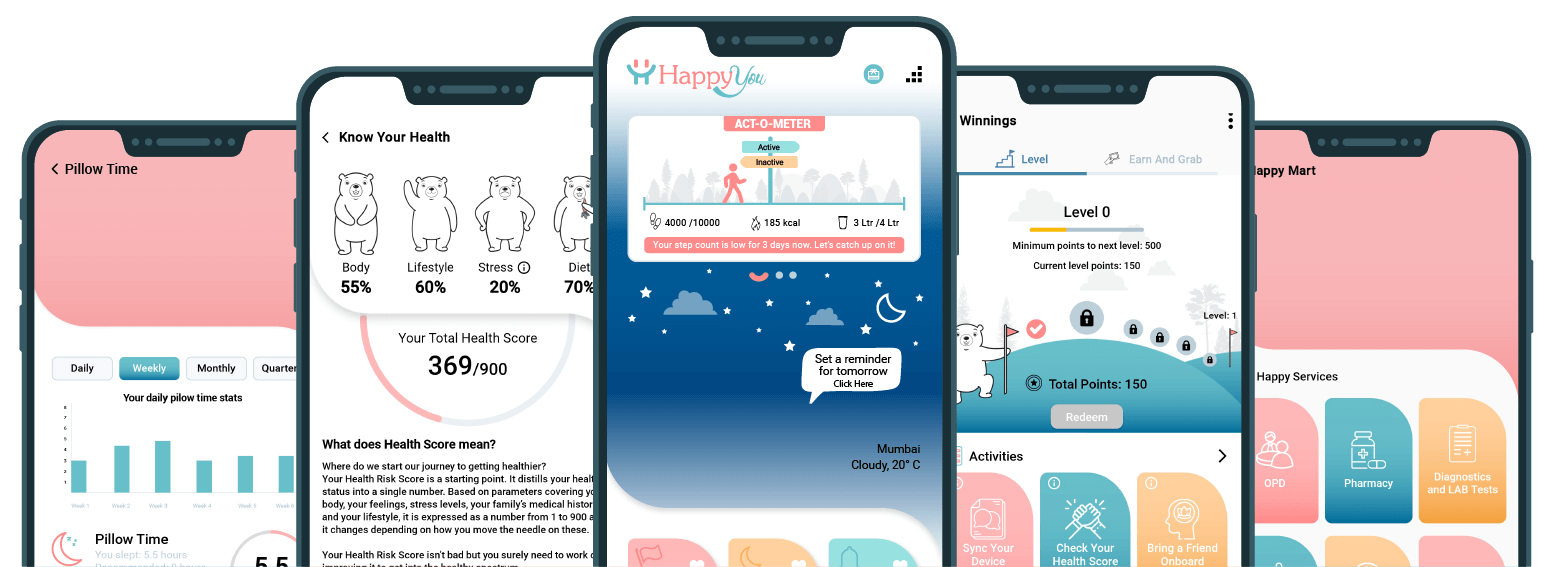 Pillow Time
Daily
Weekly
Monthly
Quarter
Your daily pilow time stats
8
7
6
5
4
3
2
1
Week 1
Week 2
Week 3
Week 4
Week 5
Week 6
Pillow Time
You slept: 5.5 hours
5.5
Know Your Health
Body
Lifestyle
Stress
Diet
55%
60%
20%
70%
Your Total Health Score
369/900
What does Health Score mean?
Where do we start our journey to getting healthier?
Your Health Risk Score is a starting point. It distills your healt
status into a single number. Based on parameters covering yo
body, your feelings, stress levels, your family's medical histor
and your lifestyle, it is expressed as a number from 1 to 900 a
it changes depending on how you move the needle on these.
Your Health Risk Score isn't bad but you surely need to work o
improving it to get into the healthy spectrum
HappyYou
ACT-O-METER
Active
Inactive
4000 /10000
185 kcal
3 Ltr /4 Ltr
Your step count is low for 3 days now. Let's catch up on it!
Set a reminder
for tomorrow
Click Here
Mumbai
Cloudy, 20° C
Winnings
Level
Earn And Grab
Level 0
Minimum points to next level: 500
Current level points: 150
Level: 1
Total Points: 150
Redeem
Activities
Sync Your
Device
Check Your
Health Score
Bring a Friend
Onboard
appy Mart
Happy Services
OPD
Pharmacy
Diagnostics
and LAB Tests